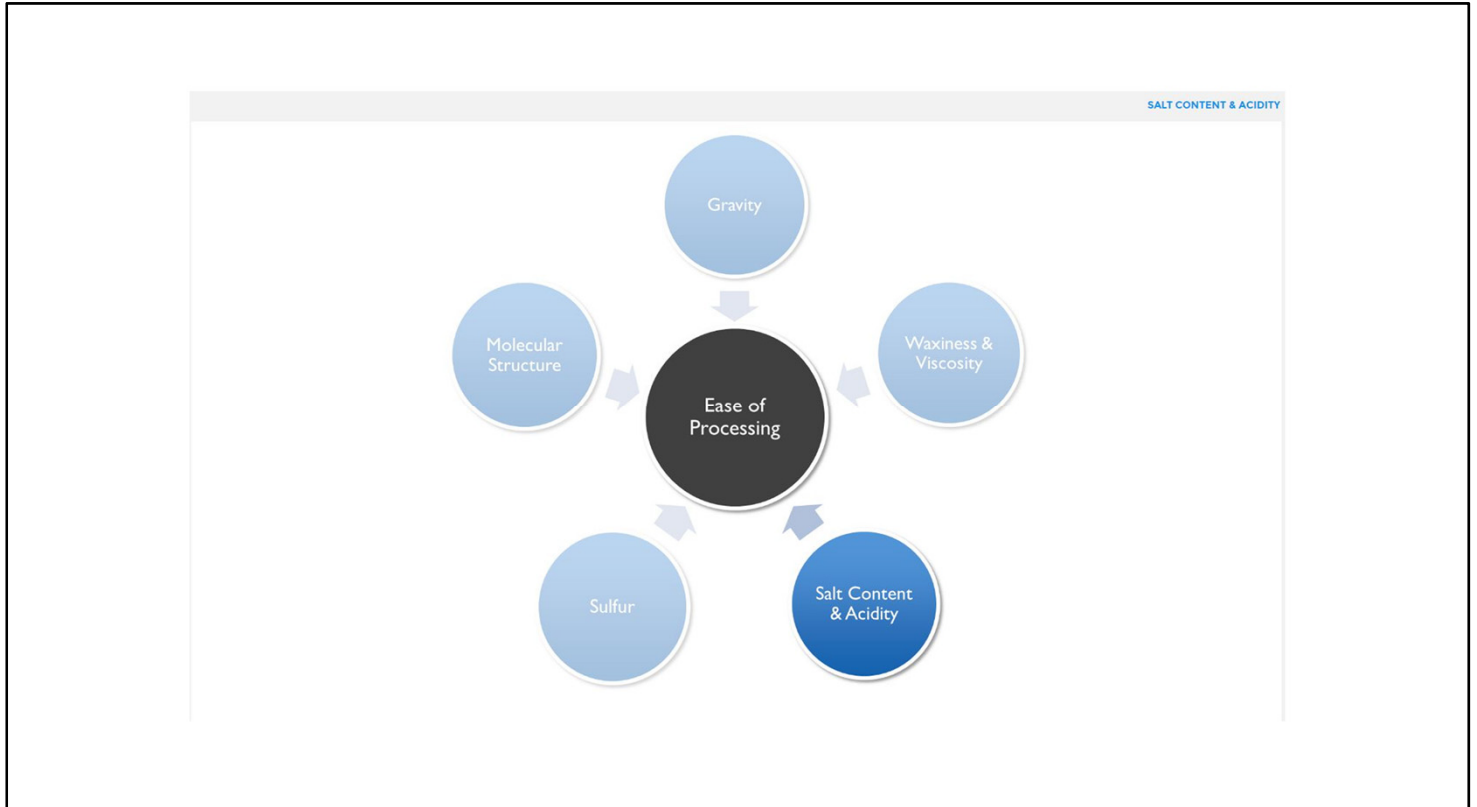 SALT CONTENT & ACIDITY
Gravity
Molecular
Structure
Waxiness &
Viscosity
Ease of
Processing
Sulfur
Salt Content
& Acidity